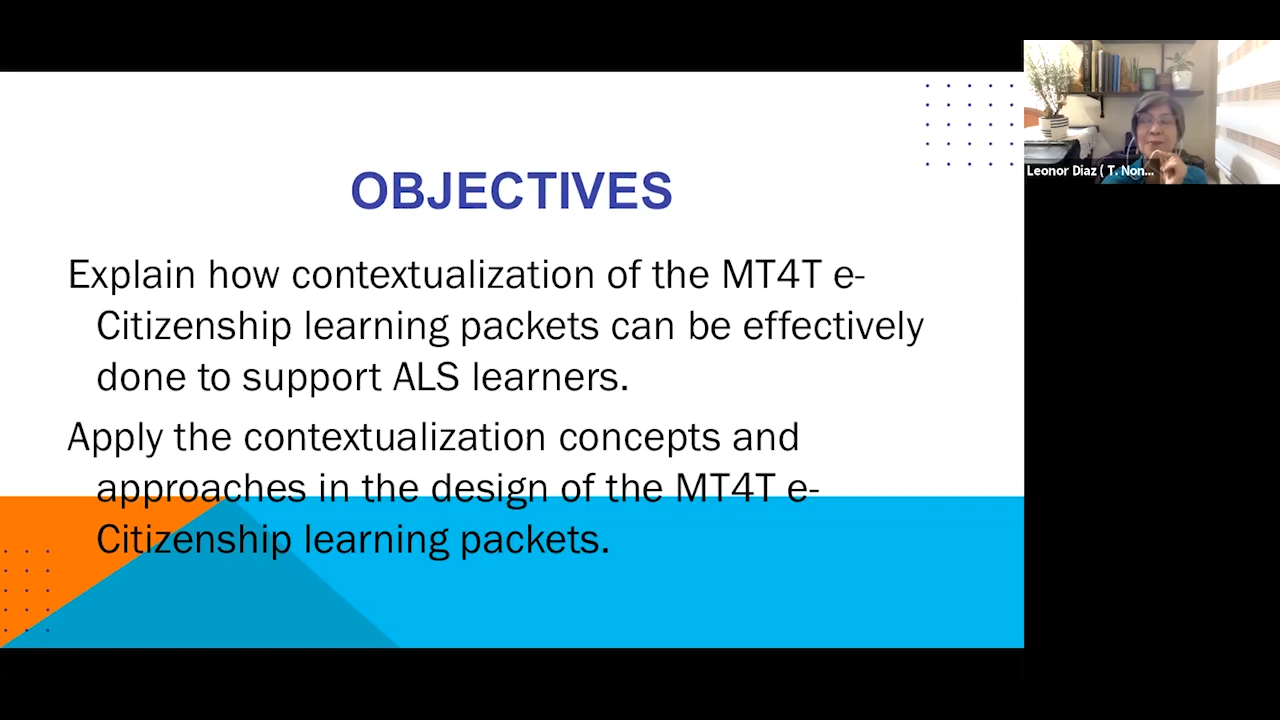 OBJECTIVES
Explain how contextualization of the MT4T e-
Citizenship learning packets can be effectively
done to support ALS learners.
Apply the contextualization concepts and
approaches in the design of the MT4T e-
Citizenship learning packets.
Leonor Diaz ( T. Non...